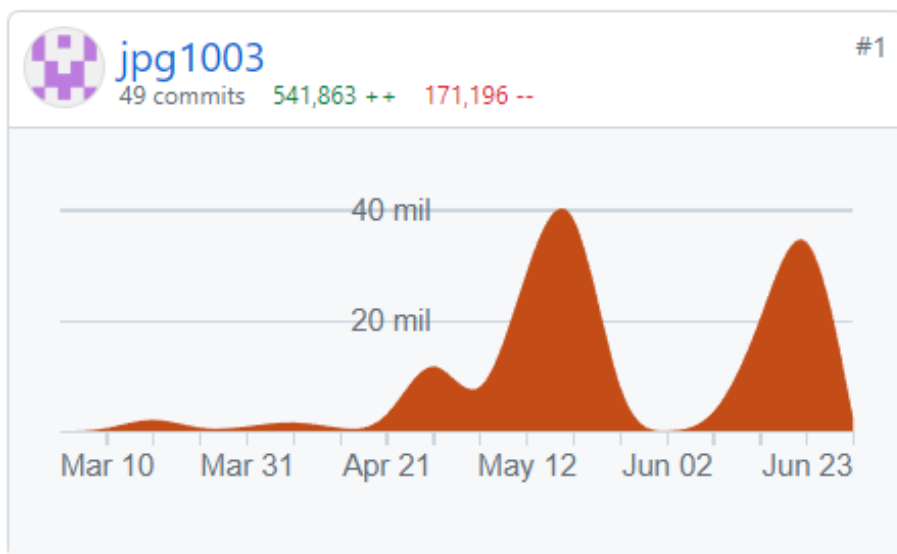 jpg1003
#1
49 commits 541,863 ++ 171,196 --
40 mil
20 mil
Mar 10 Mar 31 Apr 21 May 12 Jun 02 Jun 23